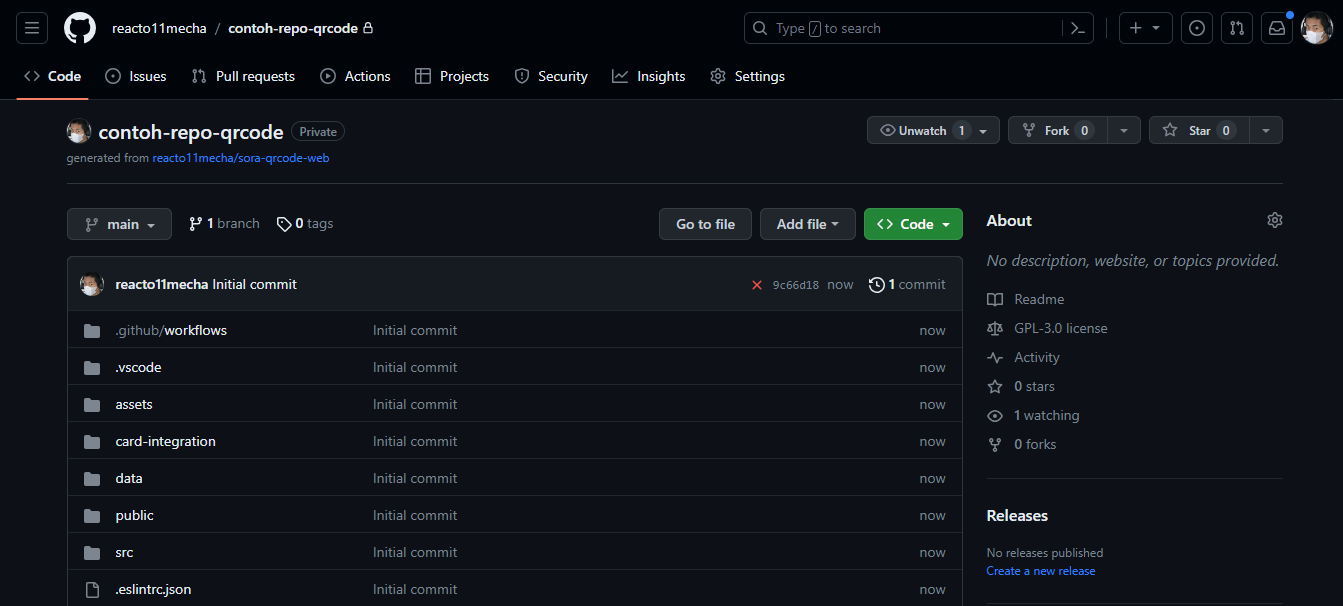 reacto11mecha / contoh-repo-qrcode
Type / to search
Code Issues Pull requests Actions Projects Security Insights Settings
contoh-repo-qrcode Private
Unwatch 1 Fork 0 Star 0
generated from reacto11mecha/sora-qrcode-web
main 1 branch 0 tags Go to file Add file Code
reacto11mecha Initial commit 9c66d18 now 1 commit
.github/workflows Initial commit now
.vscode Initial commit now
assets Initial commit now
card-integration Initial commit now
data Initial commit now
public Initial commit now
src Initial commit now
.eslintrc.json Initial commit now
About
No description, website, or topics provided.
Readme
GPL-3.0 license
Activity
0 stars
1 watching
0 forks
Releases
No releases published
Create a new release